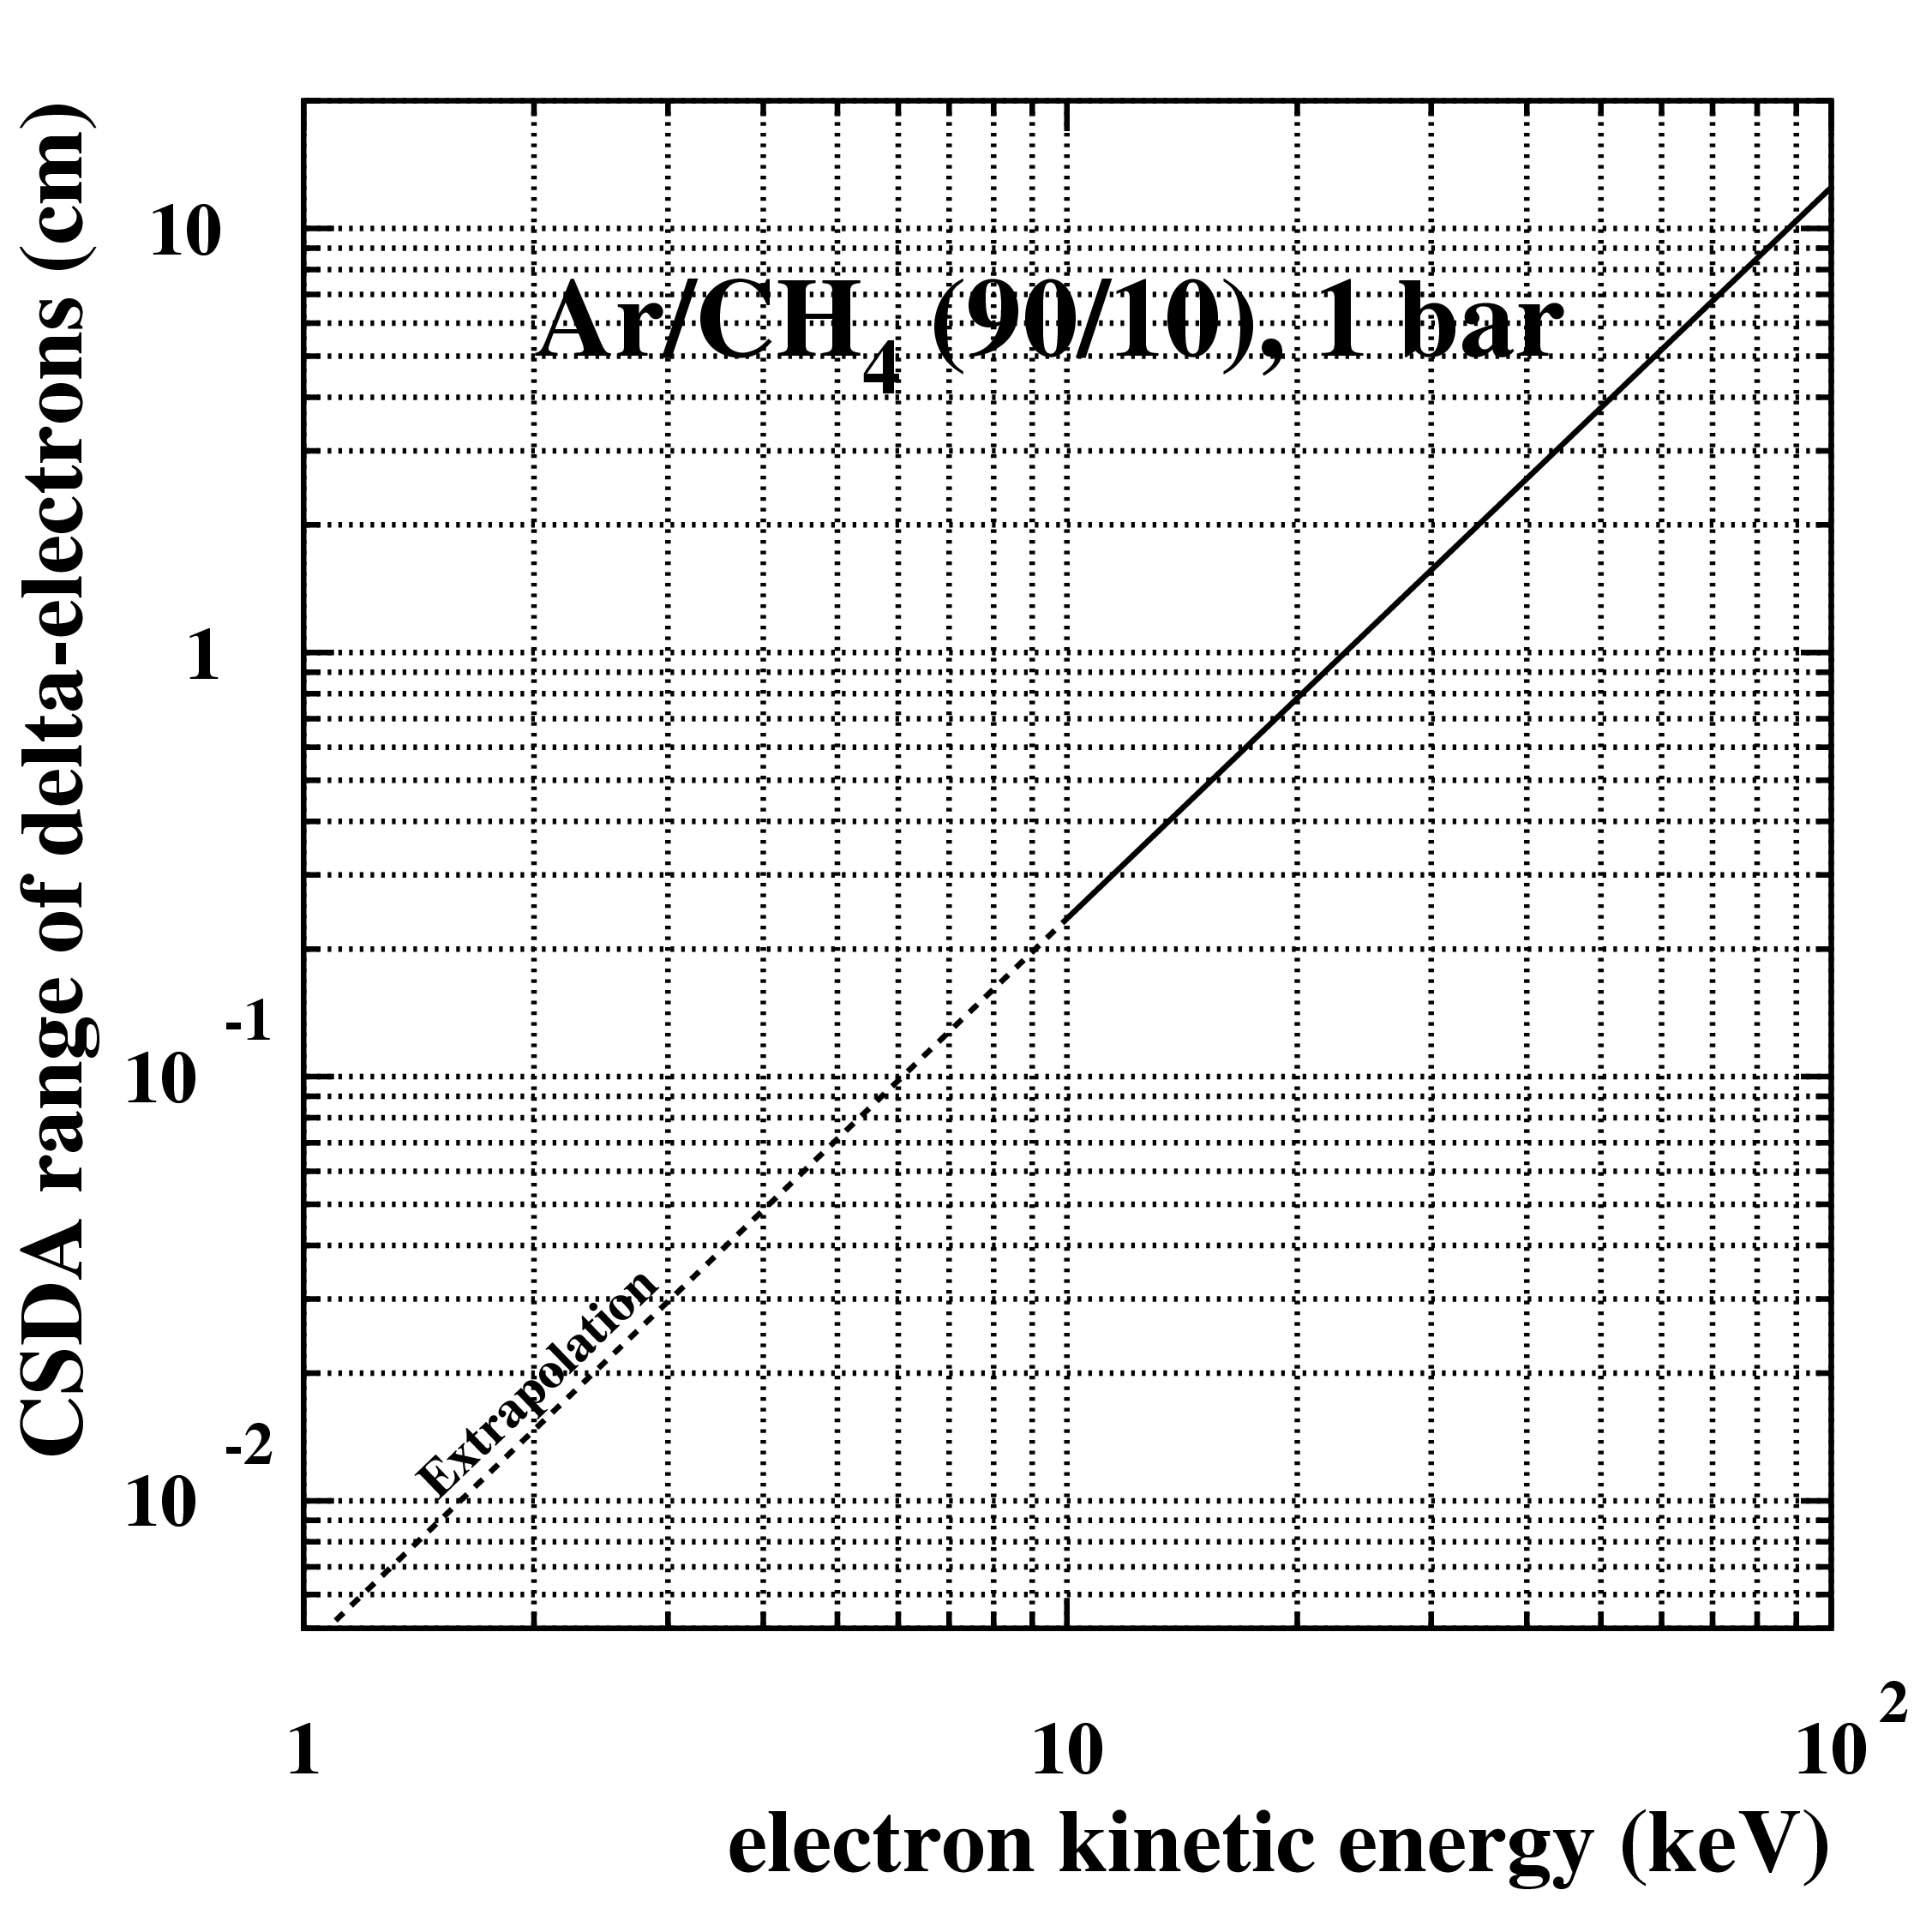 CSDA range of delta-electrons (cm)
10
1
10 -1
10 -2
Ar/CH4 (90/10), 1 bar
Extrapolation
1 10 10 2
electron kinetic energy (keV)